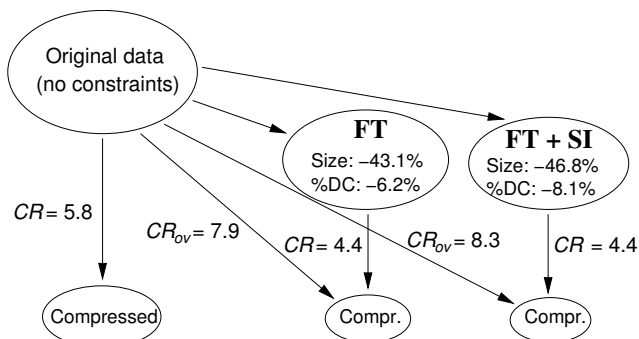 Original data
(no constraints)
FT
Size: −43.1%
%DC: −6.2%
FT + SI
Size: −46.8%
%DC: −8.1%
CR = 5.8
CRov = 7.9
CR = 4.4
CRov = 8.3
CR = 4.4
Compressed
Compr.
Compr.